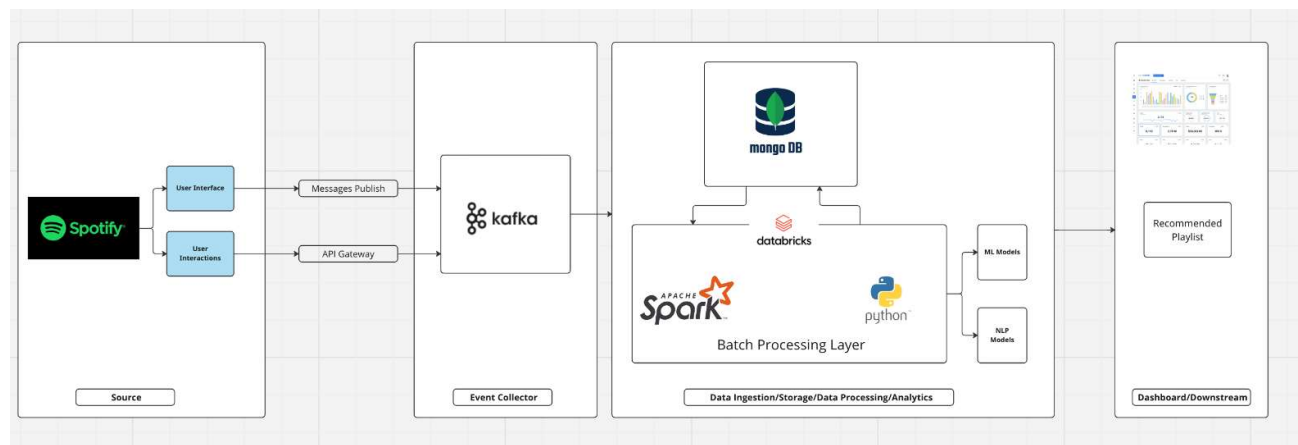 Spotify
User Interface
User
Interactions
Messages Publish
API Gateway
kafka
mongo DB
databricks
APACHE
Spark
python
Batch Processing Layer
ML Models
NLP
Models
Recommended
Playlist
Source
Event Collector
Data Ingestion/Storage/Data Processing/Analytics
Dashboard/Downstream